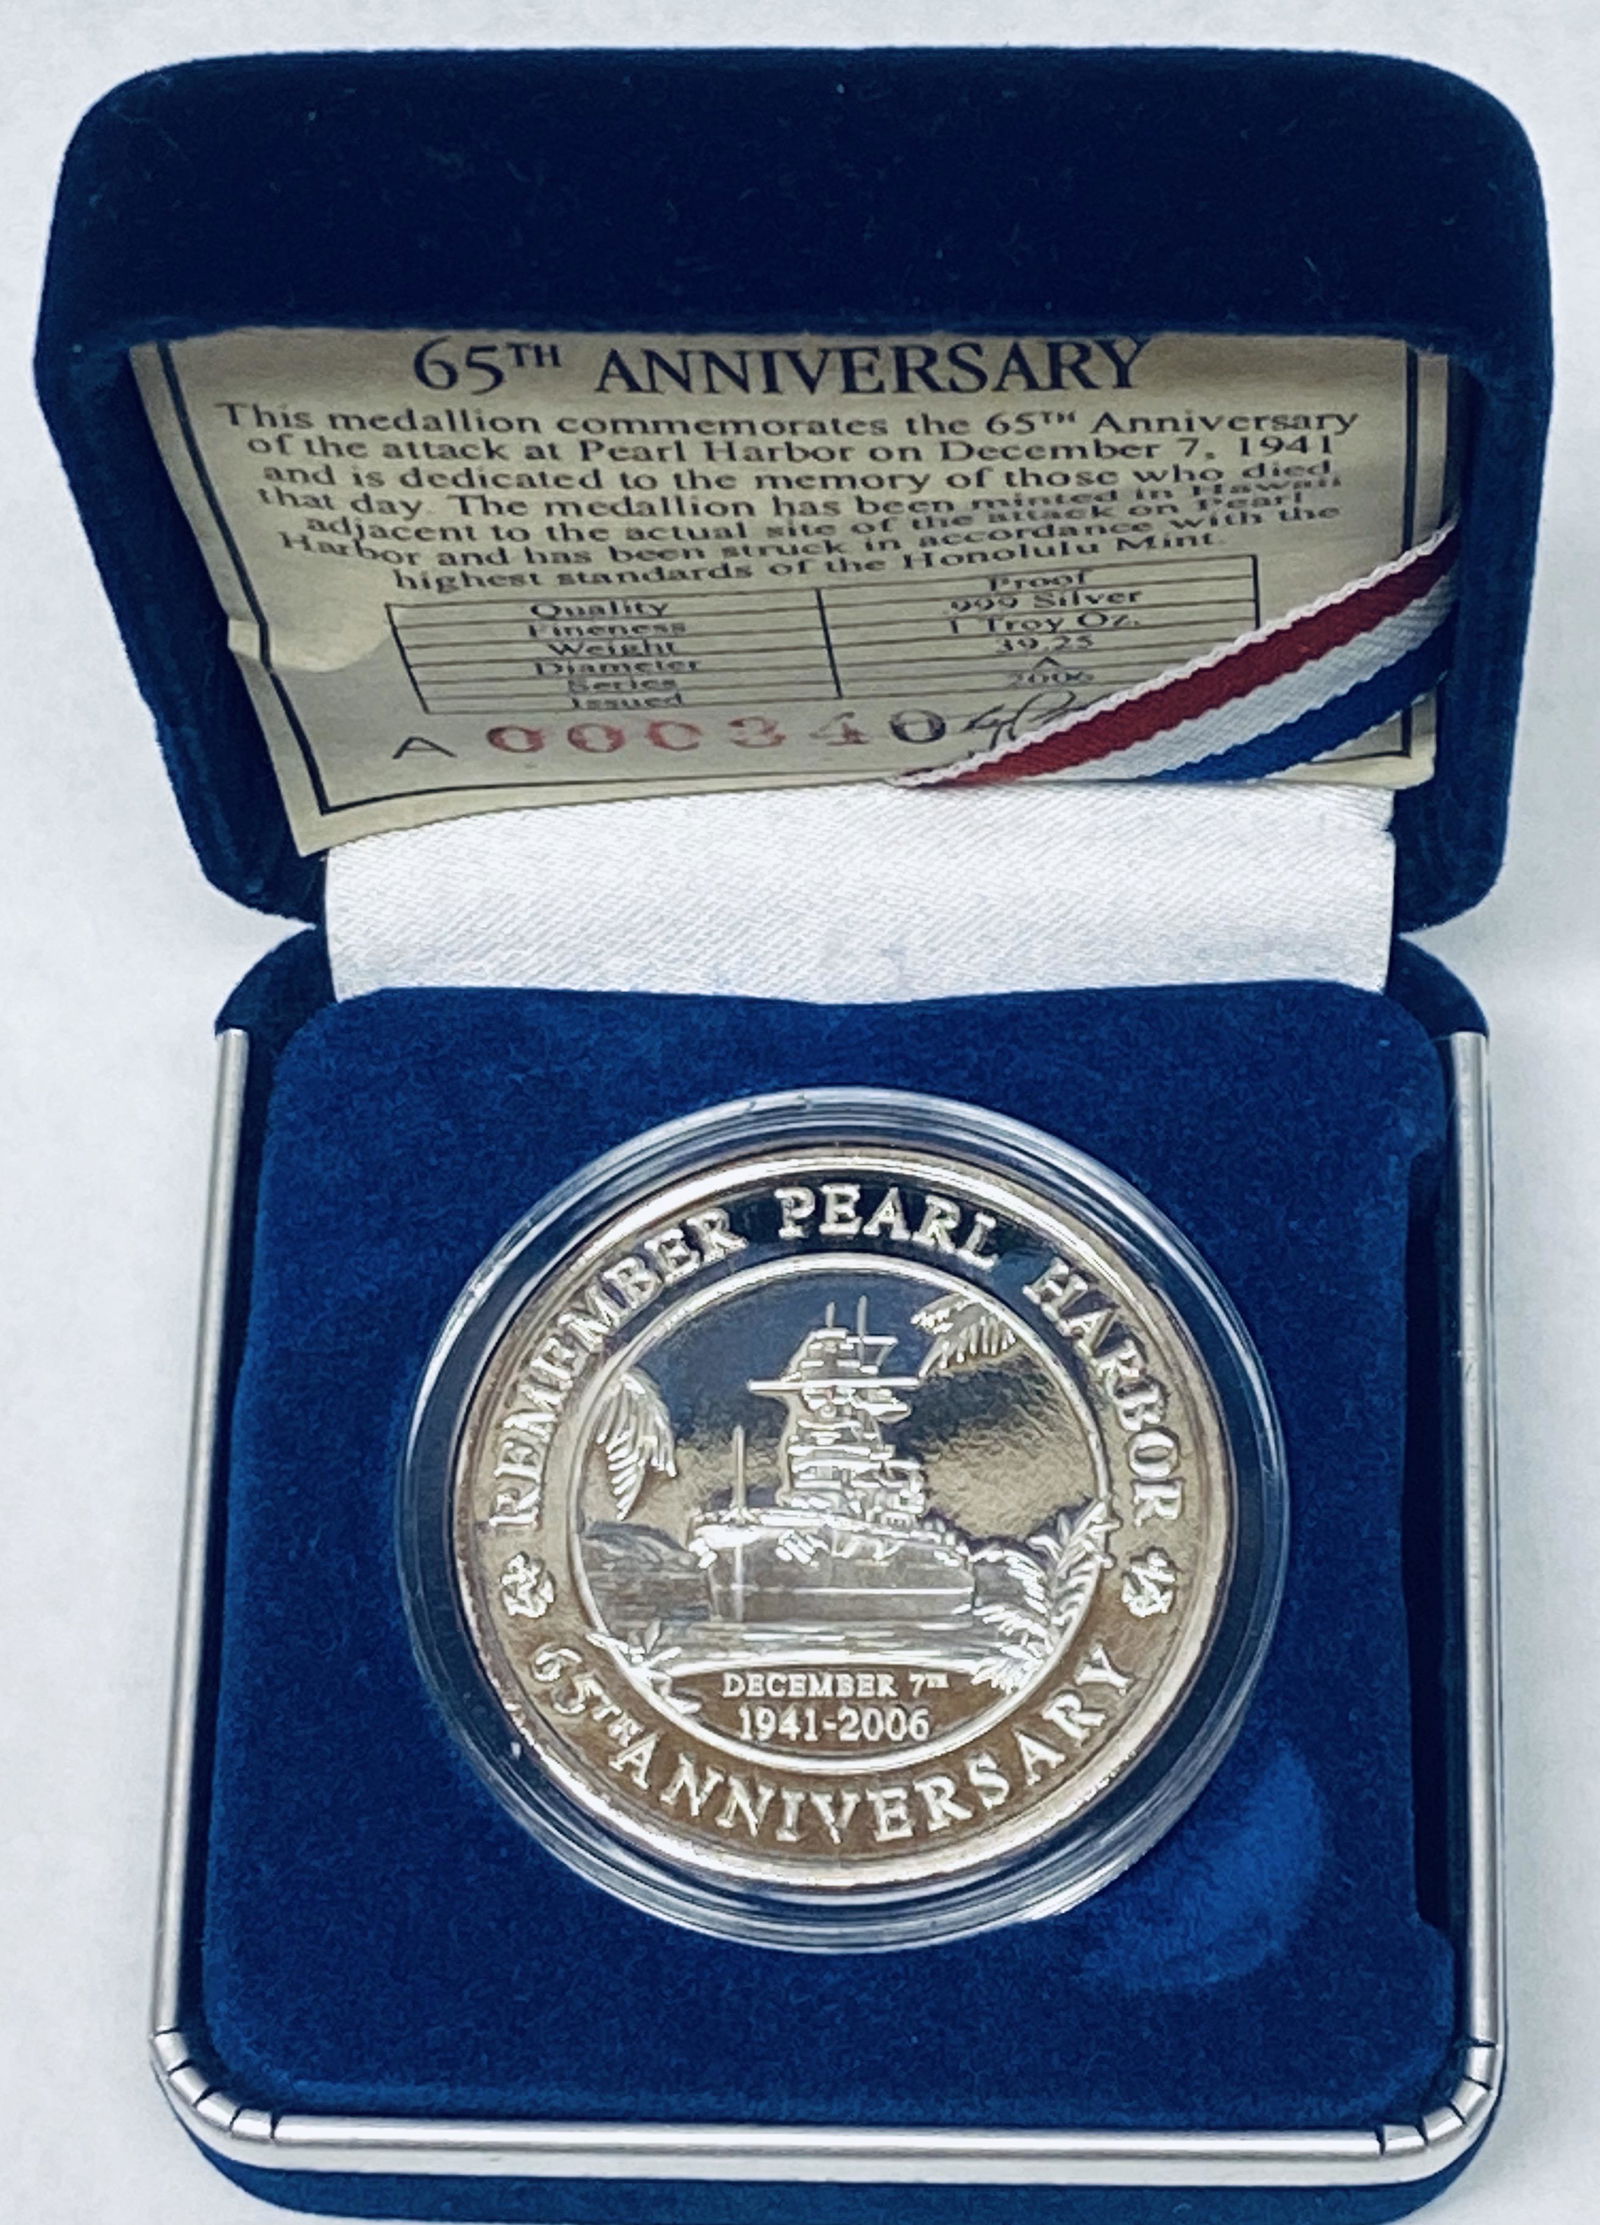 65TH ANNIVERSARY
This medallion commemorates the 65TH Anniversary
of the attack at Pearl Harbor on December 7, 1941
and is dedicated to the memory of those who died
that day. The medallion has been minted in Hawaii
adjacent to the actual site of the attack on Pearl
Harbor and has been struck in accordance with the
highest standards of the Honolulu Mint.
Quality Proof
Fineness 999 Silver
Weight 1 Troy Oz.
Diameter 39.25
Series A
Issued 2006
A 000340
REMEMBER PEARL HARBOR
DECEMBER 7TH
1941-2006
65TH ANNIVERSARY